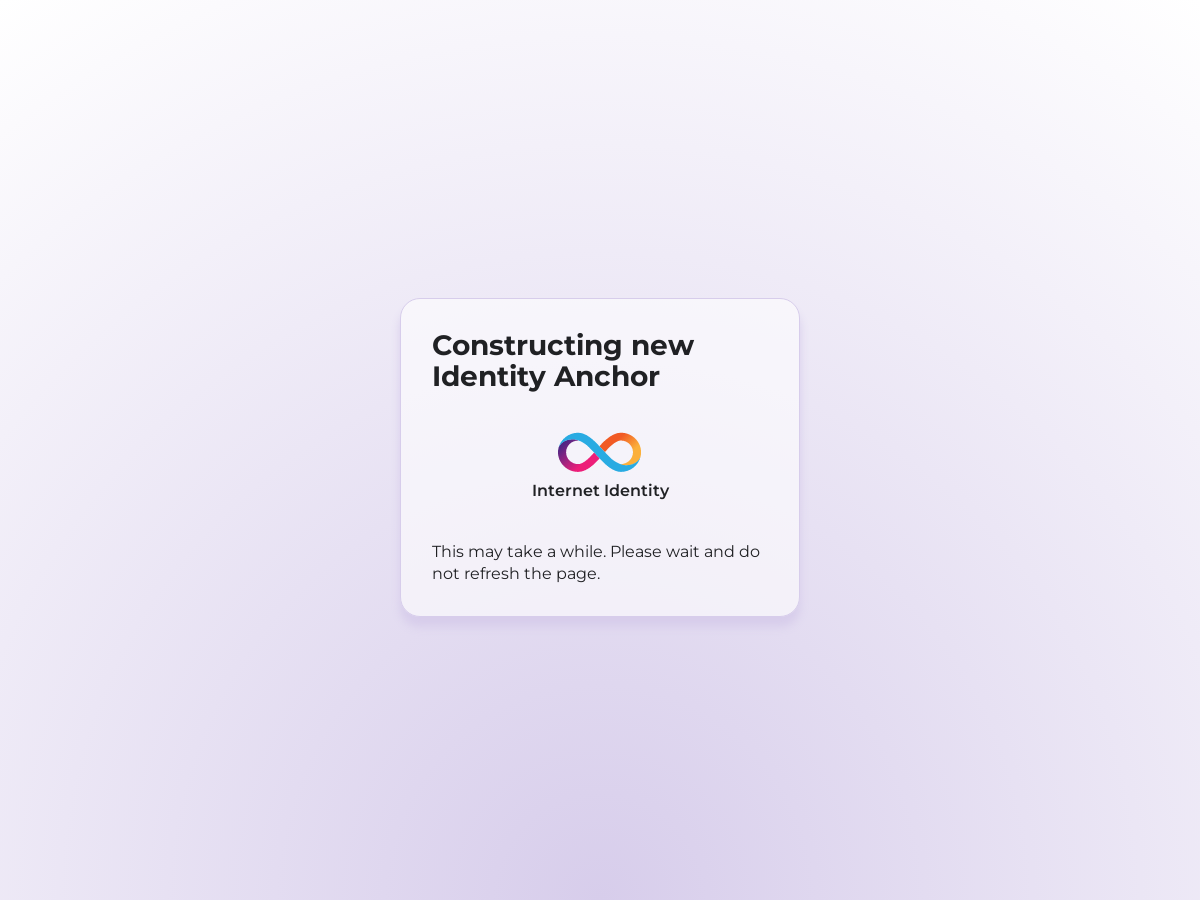 Constructing new
Identity Anchor
Internet Identity
This may take a while. Please wait and do
not refresh the page.